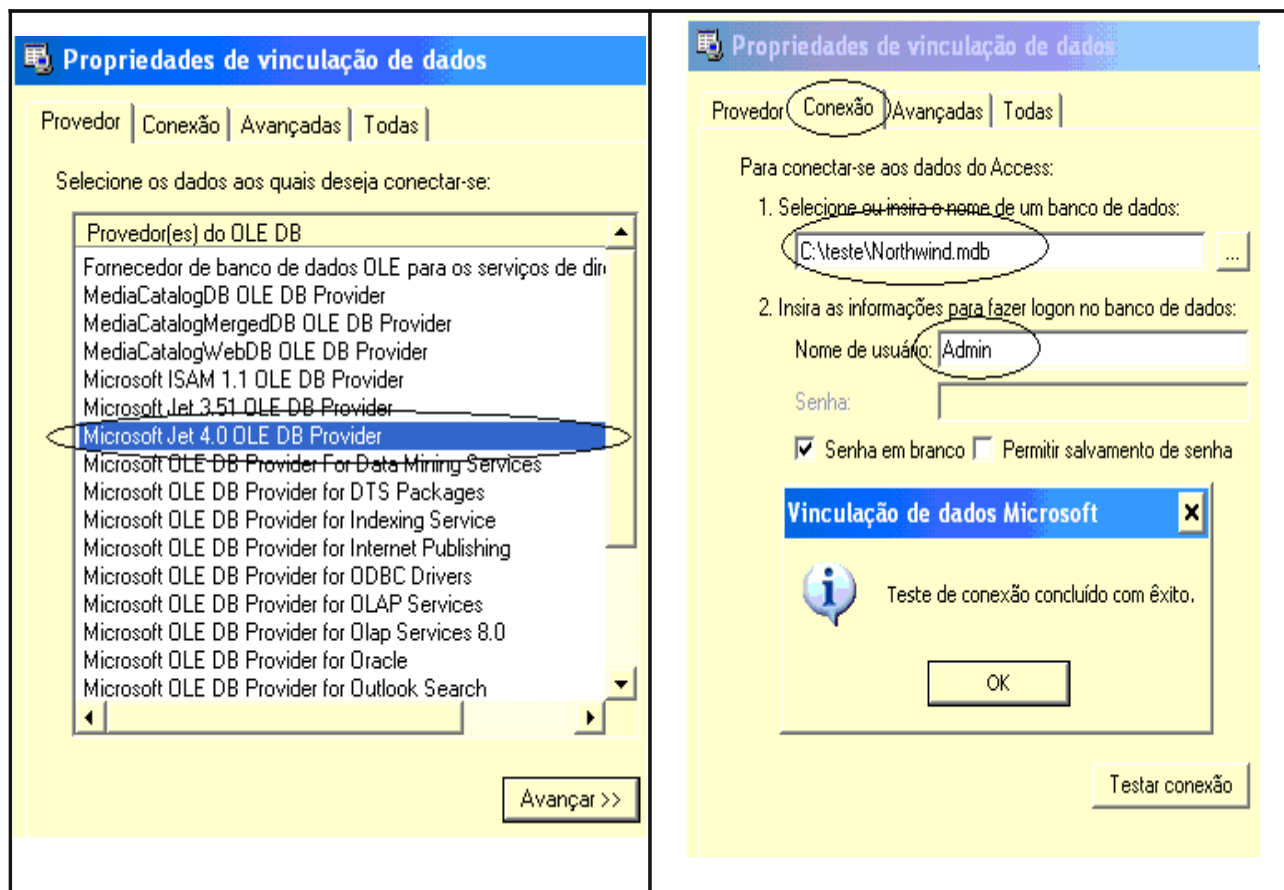 Propriedades de vinculação de dados
Provedor Conexão Avançadas Todas
Selecione os dados aos quais deseja conectar-se:
Provedor(es) do OLE DB
Fornecedor de banco de dados OLE para os serviços de dir
MediaCatalogDB OLE DB Provider
MediaCatalogMergedDB OLE DB Provider
MediaCatalogWebDB OLE DB Provider
Microsoft ISAM 1.1 OLE DB Provider
Microsoft Jet 3.51 OLE DB Provider
Microsoft Jet 4.0 OLE DB Provider
Microsoft OLE DB Provider For Data Mining Services
Microsoft OLE DB Provider for DTS Packages
Microsoft OLE DB Provider for Indexing Service
Microsoft OLE DB Provider for Internet Publishing
Microsoft OLE DB Provider for ODBC Drivers
Microsoft OLE DB Provider for OLAP Services
Microsoft OLE DB Provider for Olap Services 8.0
Microsoft OLE DB Provider for Oracle
Microsoft OLE DB Provider for Outlook Search
Avançar >>
Propriedades de vinculação de dados
Provedor Conexão Avançadas Todas
Para conectar-se aos dados do Access:
1. Selecione ou insira o nome de um banco de dados:
C:\teste\Northwind.mdb ...
2. Insira as informações para fazer logon no banco de dados:
Nome de usuário: Admin
Senha:
Senha em branco Permitir salvamento de senha
Vinculação de dados Microsoft
Teste de conexão concluído com êxito.
OK
Testar conexão